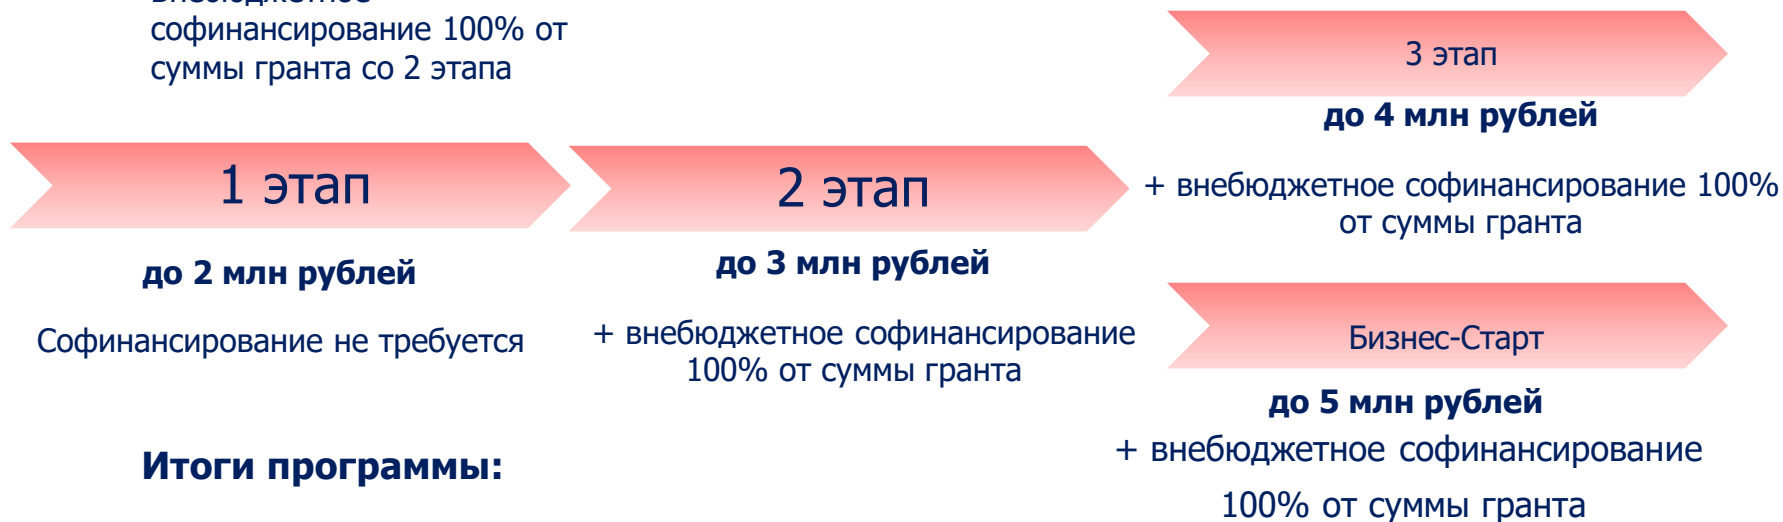 софинансирование 100% от
суммы гранта со 2 этапа
1 этап
до 2 млн рублей
Софинансирование не требуется
2 этап
до 3 млн рублей
+ внебюджетное софинансирование
100% от суммы гранта
3 этап
до 4 млн рублей
+ внебюджетное софинансирование 100%
от суммы гранта
Бизнес-Старт
до 5 млн рублей
+ внебюджетное софинансирование
100% от суммы гранта
Итоги программы: